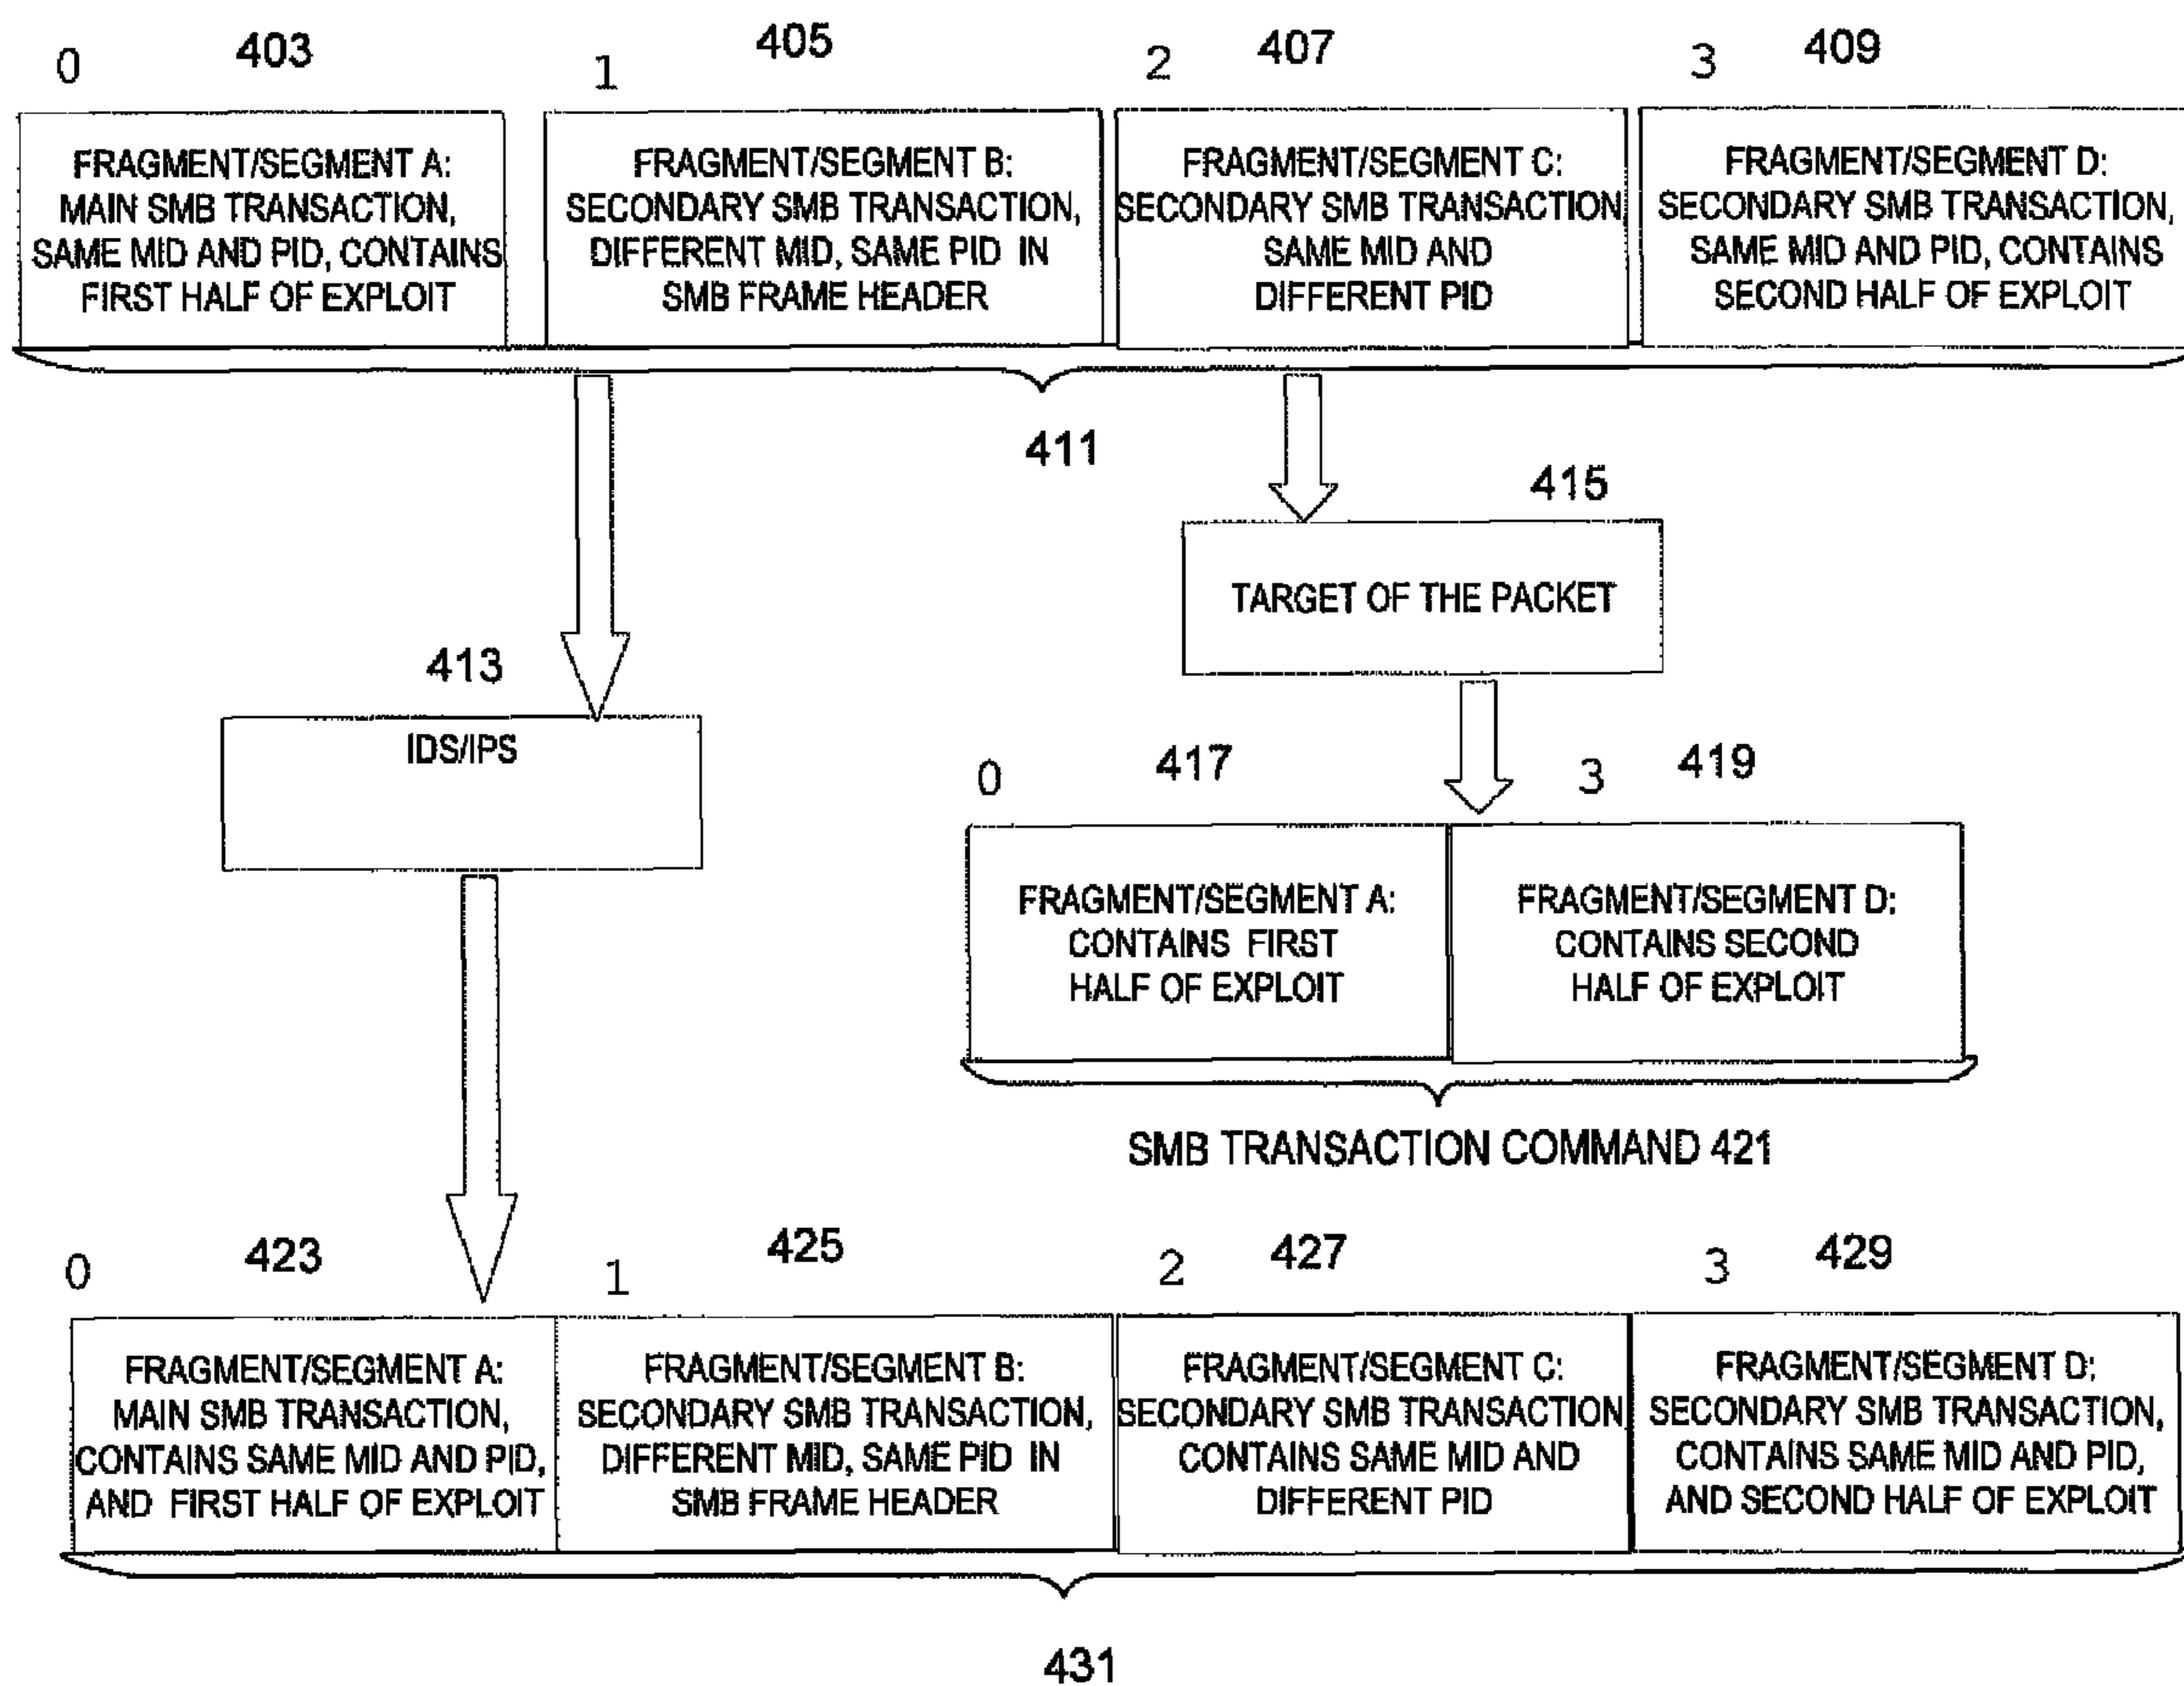 0 403 1 405 2 407 3 409
FRAGMENT/SEGMENT A:
MAIN SMB TRANSACTION,
SAME MID AND PID, CONTAINS
FIRST HALF OF EXPLOIT
FRAGMENT/SEGMENT B:
SECONDARY SMB TRANSACTION,
DIFFERENT MID, SAME PID IN
SMB FRAME HEADER
FRAGMENT/SEGMENT C:
SECONDARY SMB TRANSACTION
SAME MID AND
DIFFERENT PID
FRAGMENT/SEGMENT D:
SECONDARY SMB TRANSACTION,
SAME MID AND PID, CONTAINS
SECOND HALF OF EXPLOIT
411
415
TARGET OF THE PACKET
413
IDS/IPS
0 417 3 419
FRAGMENT/SEGMENT A:
CONTAINS FIRST
HALF OF EXPLOIT
FRAGMENT/SEGMENT D:
CONTAINS SECOND
HALF OF EXPLOIT
SMB TRANSACTION COMMAND 421
0 423 1 425 2 427 3 429
FRAGMENT/SEGMENT A:
MAIN SMB TRANSACTION,
CONTAINS SAME MID AND PID,
AND FIRST HALF OF EXPLOIT
FRAGMENT/SEGMENT B:
SECONDARY SMB TRANSACTION,
DIFFERENT MID, SAME PID IN
SMB FRAME HEADER
FRAGMENT/SEGMENT C:
SECONDARY SMB TRANSACTION
CONTAINS SAME MID AND
DIFFERENT PID
FRAGMENT/SEGMENT D:
SECONDARY SMB TRANSACTION,
CONTAINS SAME MID AND PID,
AND SECOND HALF OF EXPLOIT
431